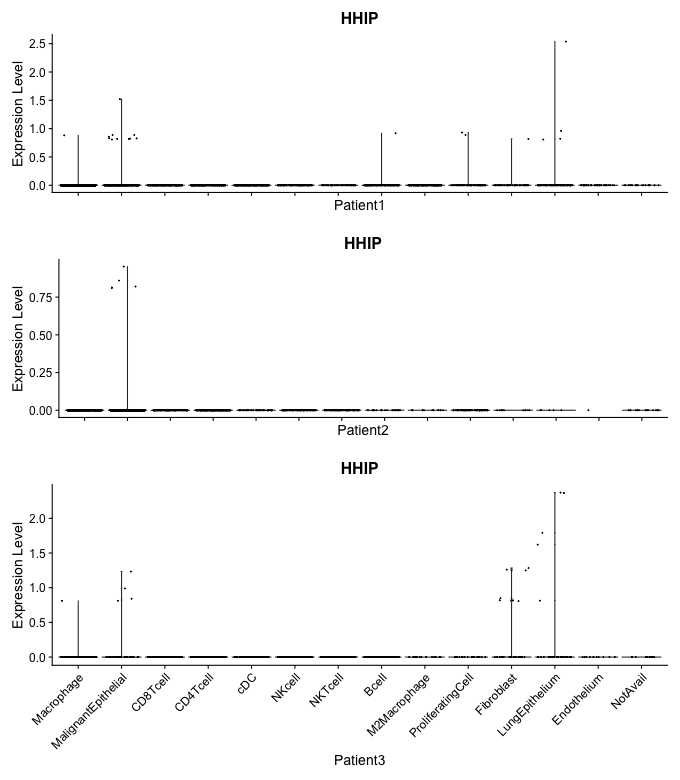 HHIP
Expression Level
2.5
2.0
1.5
1.0
0.5
0.0
Patient1
HHIP
Expression Level
0.75
0.50
0.25
0.00
Patient2
HHIP
Expression Level
2.0
1.5
1.0
0.5
0.0
Macrophage
MalignantEpithelial
CD8Tcell
CD4Tcell
cDC
NKcell
NKTcell
Bcell
M2Macrophage
ProliferatingCell
Fibroblast
LungEpithelium
Endothelium
NotAvail
Patient3